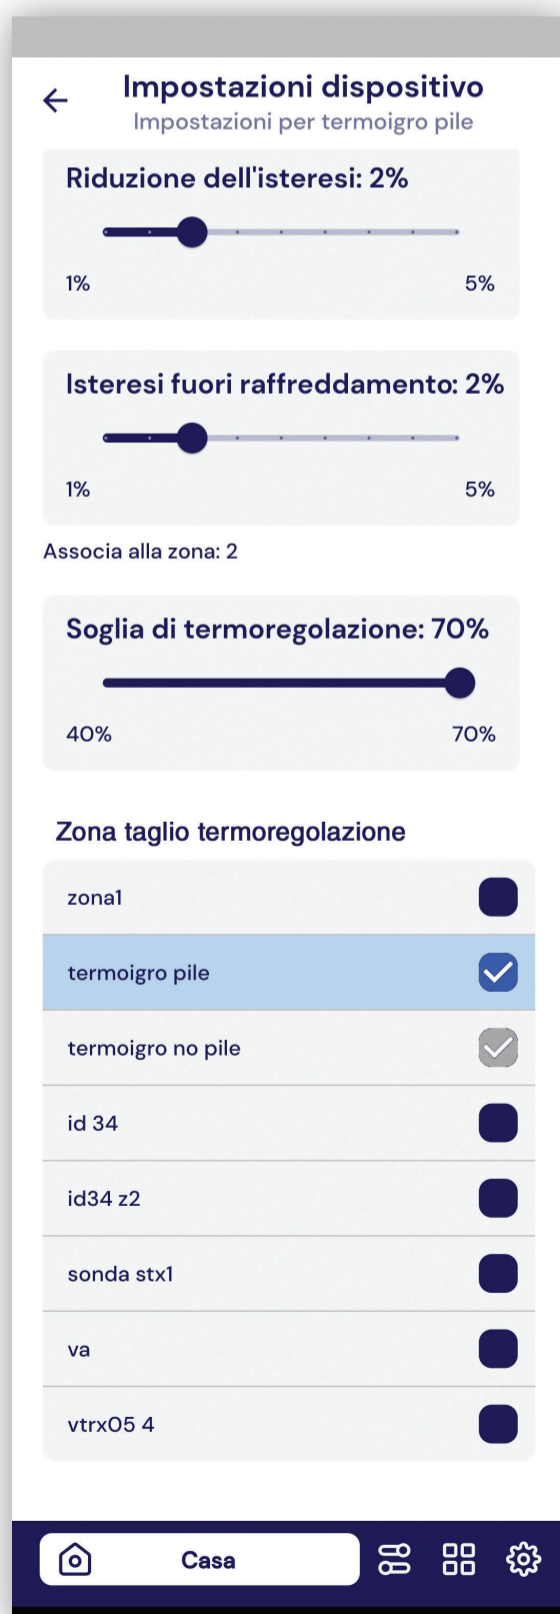 Impostazioni dispositivo
Impostazioni per termoigro pile
Riduzione dell'isteresi: 2%
1% 5%
Isteresi fuori raffreddamento: 2%
1% 5%
Associa alla zona: 2
Soglia di termoregolazione: 70%
40% 70%
Zona taglio termoregolazione
zona1
termoigro pile
termoigro no pile
id 34
id34 z2
sonda stx1
va
vtrx05 4
Casa